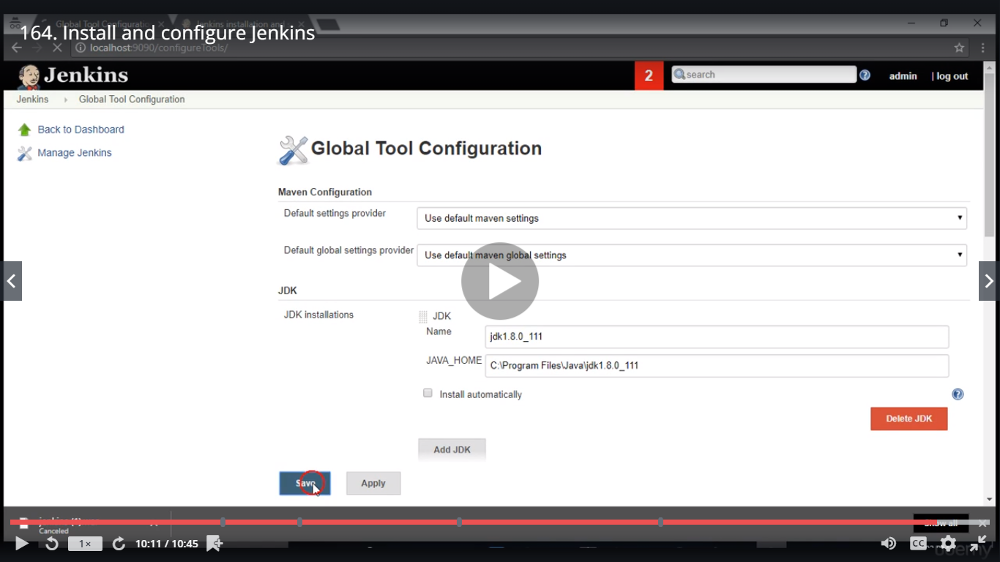 Global Tool Configuratio
Jenkins installation and
164. Install and configure Jenkins
localhost:9090/configureTools/
Jenkins
2
search
admin
| log out
Jenkins
Global Tool Configuration
Back to Dashboard
Manage Jenkins
Global Tool Configuration
Maven Configuration
Default settings provider
Use default maven settings
Default global settings provider
Use default maven global settings
JDK
JDK installations
JDK
Name
jdk1.8.0_111
JAVA_HOME
C:\Program Files\Java\jdk1.8.0_111
Install automatically
Delete JDK
Add JDK
Save
Apply
Canceled
Show all
1×
10:11 / 10:45
CC